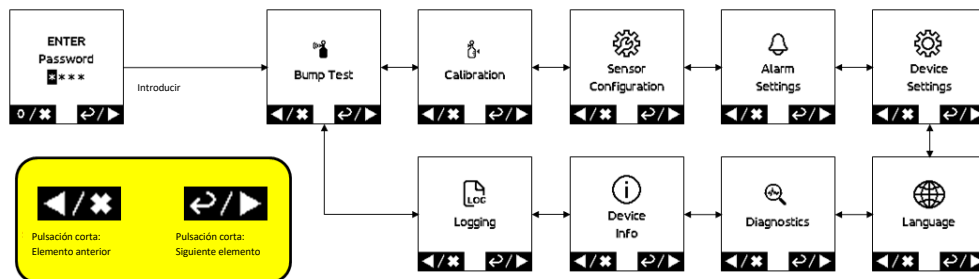 ENTER
Password
****
0/✖ ↩/▶
Introducir
Bump Test
◀/✖ ↩/▶
Calibration
◀/✖ ↩/▶
Sensor
Configuration
◀/✖ ↩/▶
Alarm
Settings
◀/✖ ↩/▶
Device
Settings
◀/✖ ↩/▶
LOG
Logging
◀/✖ ↩/▶
Device
Info
◀/✖ ↩/▶
Diagnostics
◀/✖ ↩/▶
Language
◀/✖ ↩/▶
◀/✖
Pulsación corta:
Elemento anterior
↩/▶
Pulsación corta:
Siguiente elemento